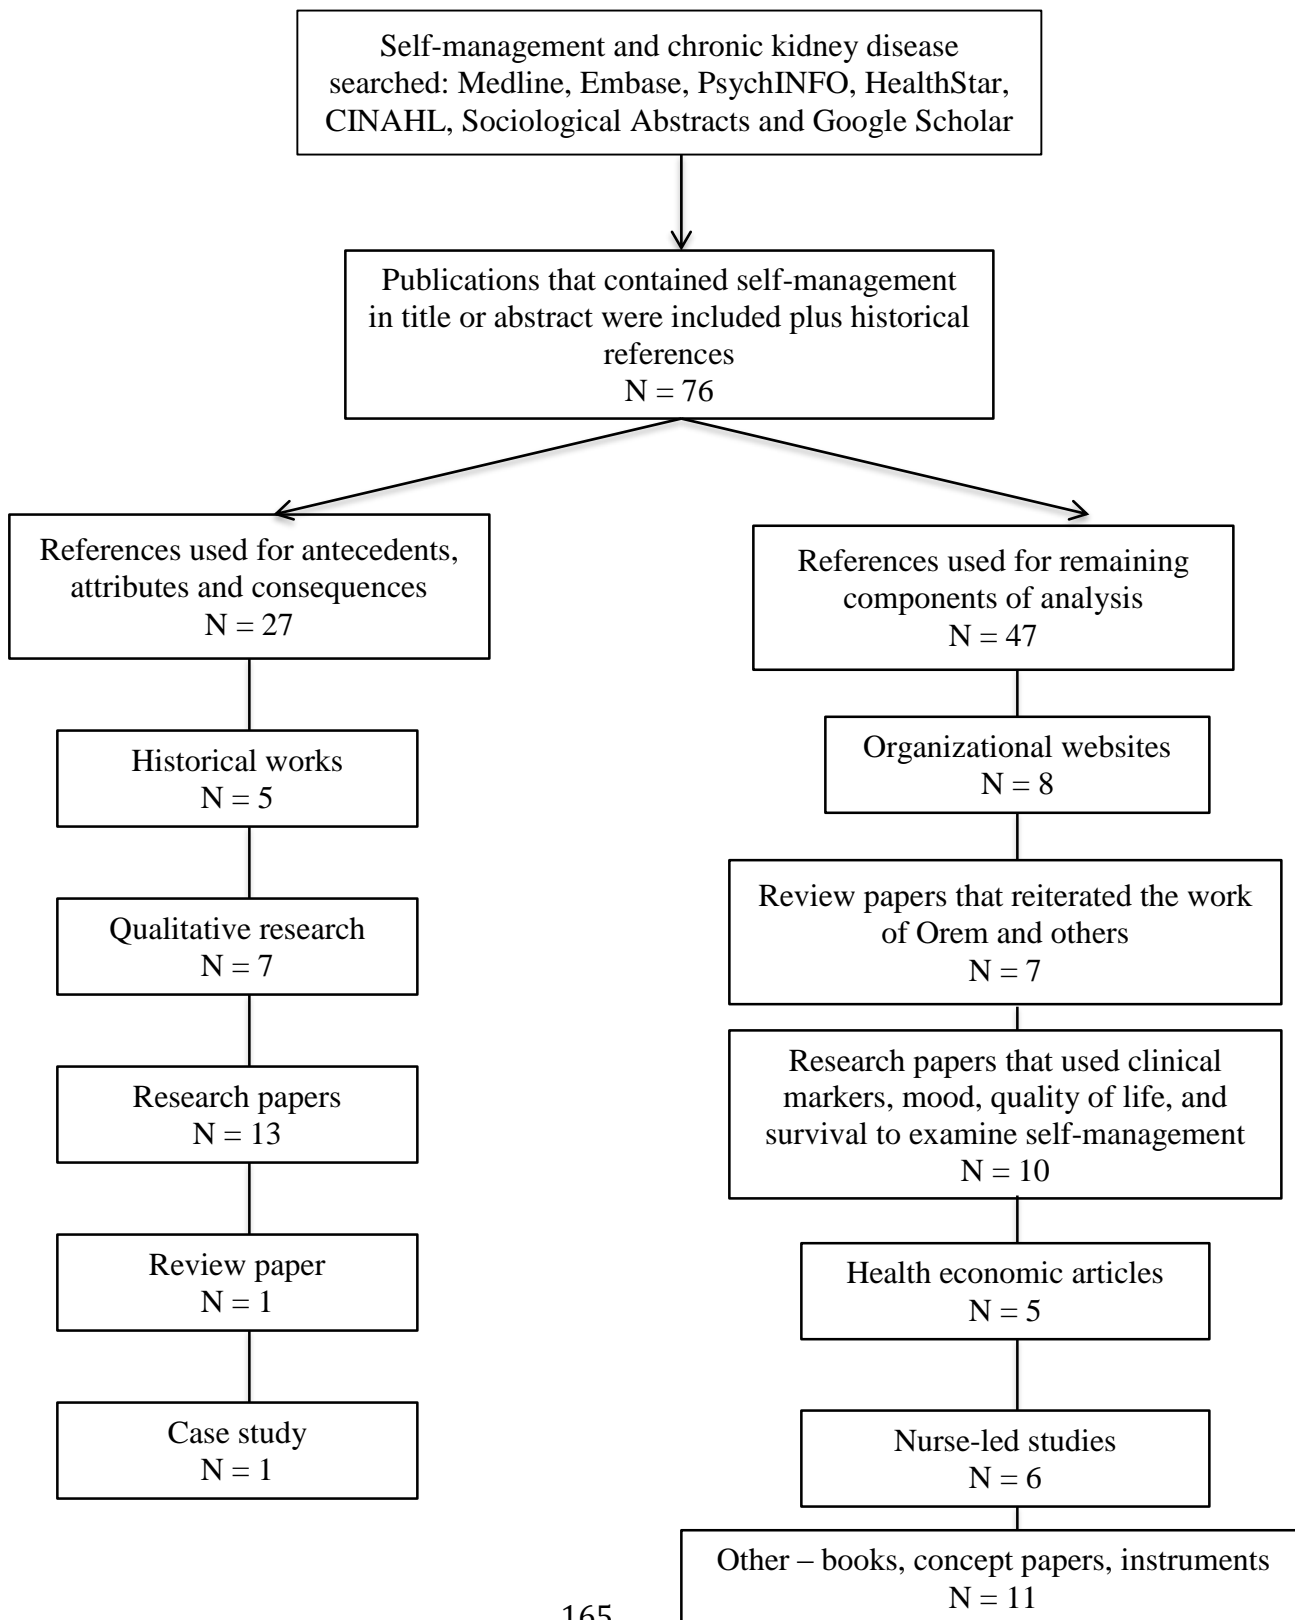 Self-management and chronic kidney disease
searched: Medline, Embase, PsychINFO, HealthStar,
CINAHL, Sociological Abstracts and Google Scholar
Publications that contained self-management
in title or abstract were included plus historical
references
N = 76
References used for antecedents,
attributes and consequences
N = 27
Historical works
N = 5
Qualitative research
N = 7
Research papers
N = 13
Review paper
N = 1
Case study
N = 1
References used for remaining
components of analysis
N = 47
Organizational websites
N = 8
Review papers that reiterated the work
of Orem and others
N = 7
Research papers that used clinical
markers, mood, quality of life, and
survival to examine self-management
N = 10
Health economic articles
N = 5
Nurse-led studies
N = 6
Other – books, concept papers, instruments
N = 11
165